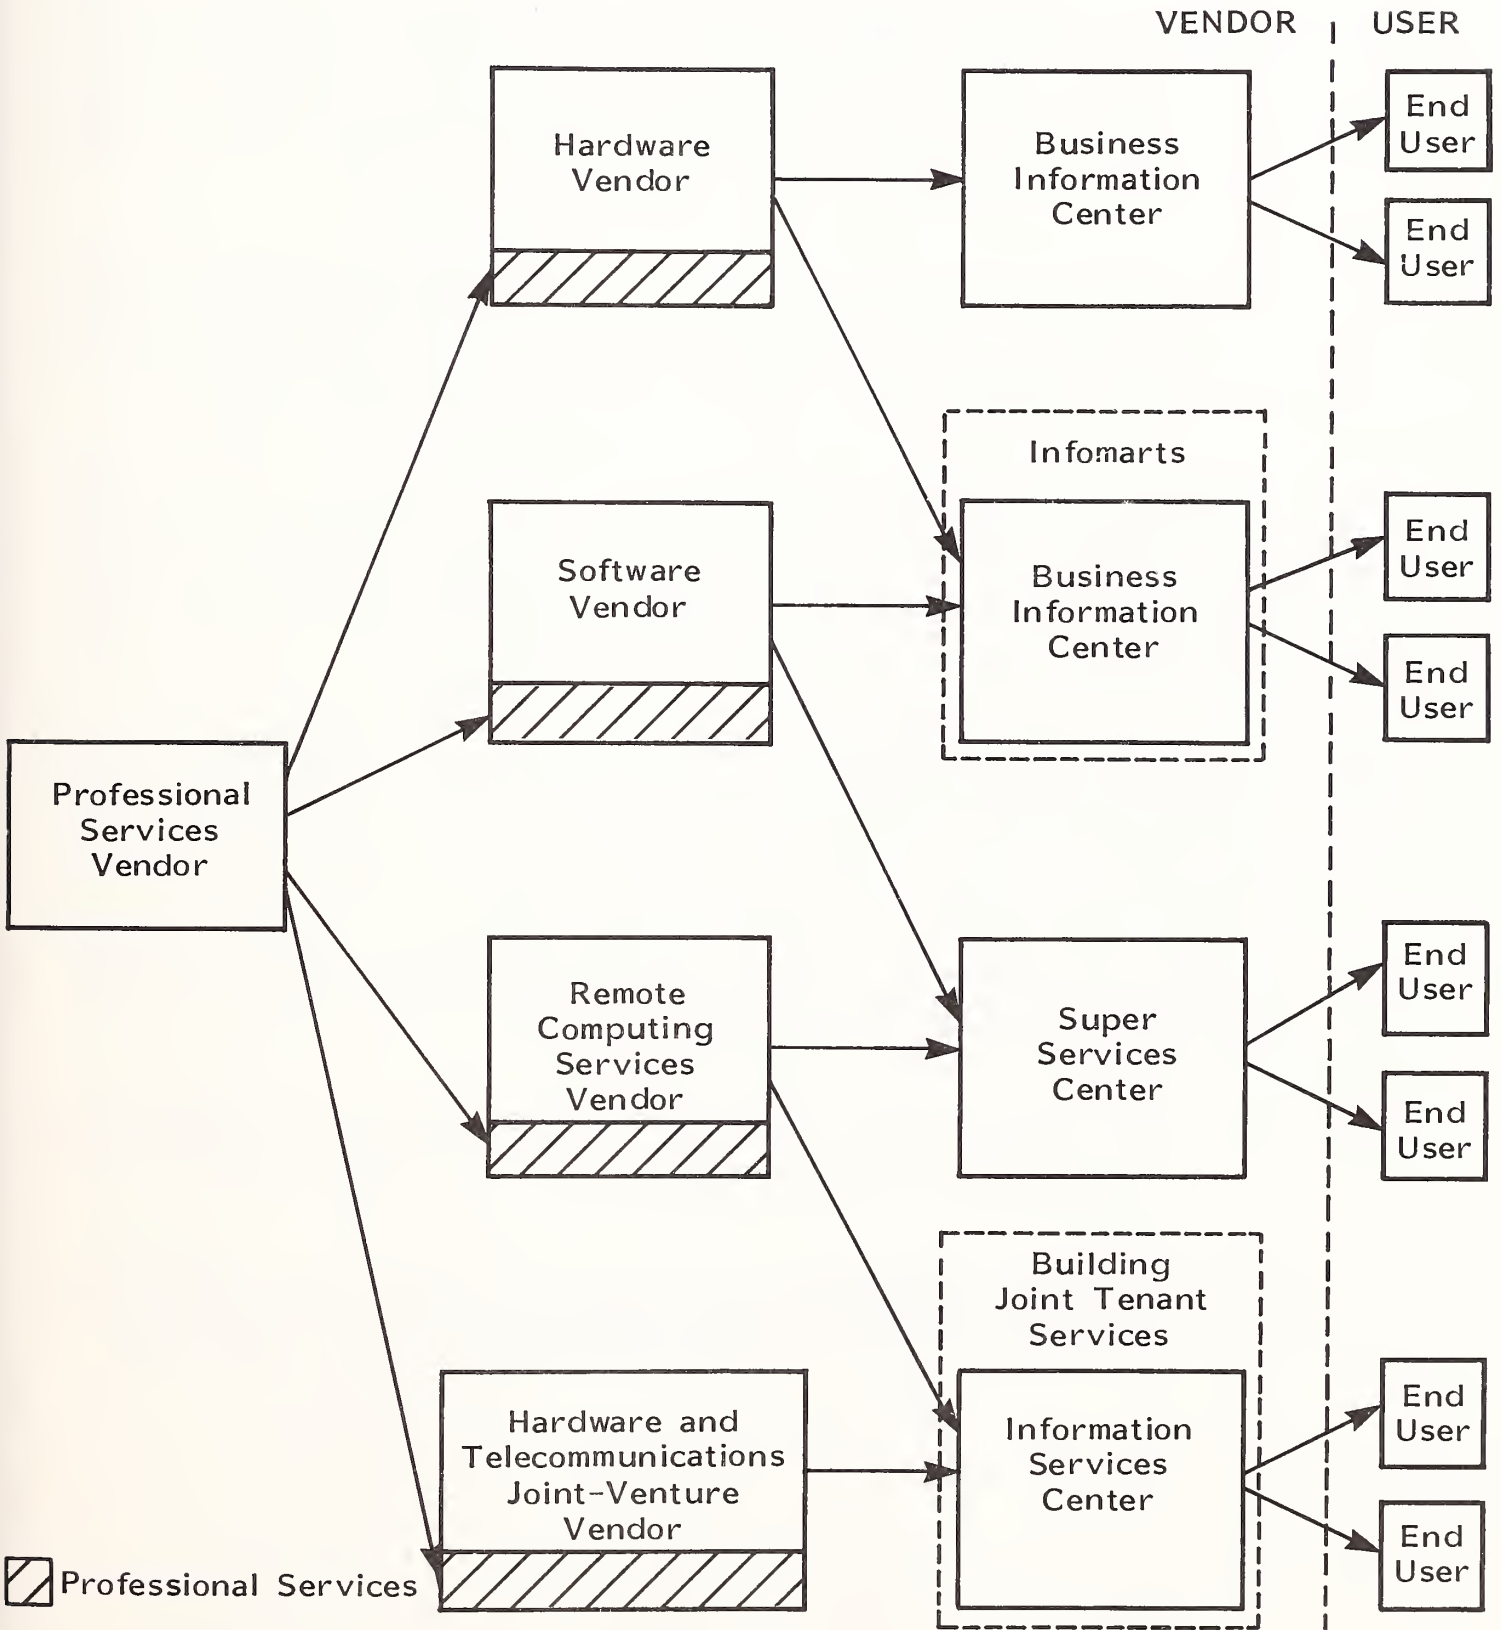 VENDOR
USER
Hardware
Vendor
Business
Information
Center
End
User
End
User
Infomarts
Software
Vendor
Business
Information
Center
End
User
End
User
Professional
Services
Vendor
Remote
Computing
Services
Vendor
Super
Services
Center
End
User
End
User
Building
Joint Tenant
Services
Hardware and
Telecommunications
Joint-Venture
Vendor
Information
Services
Center
End
User
End
User
Professional Services